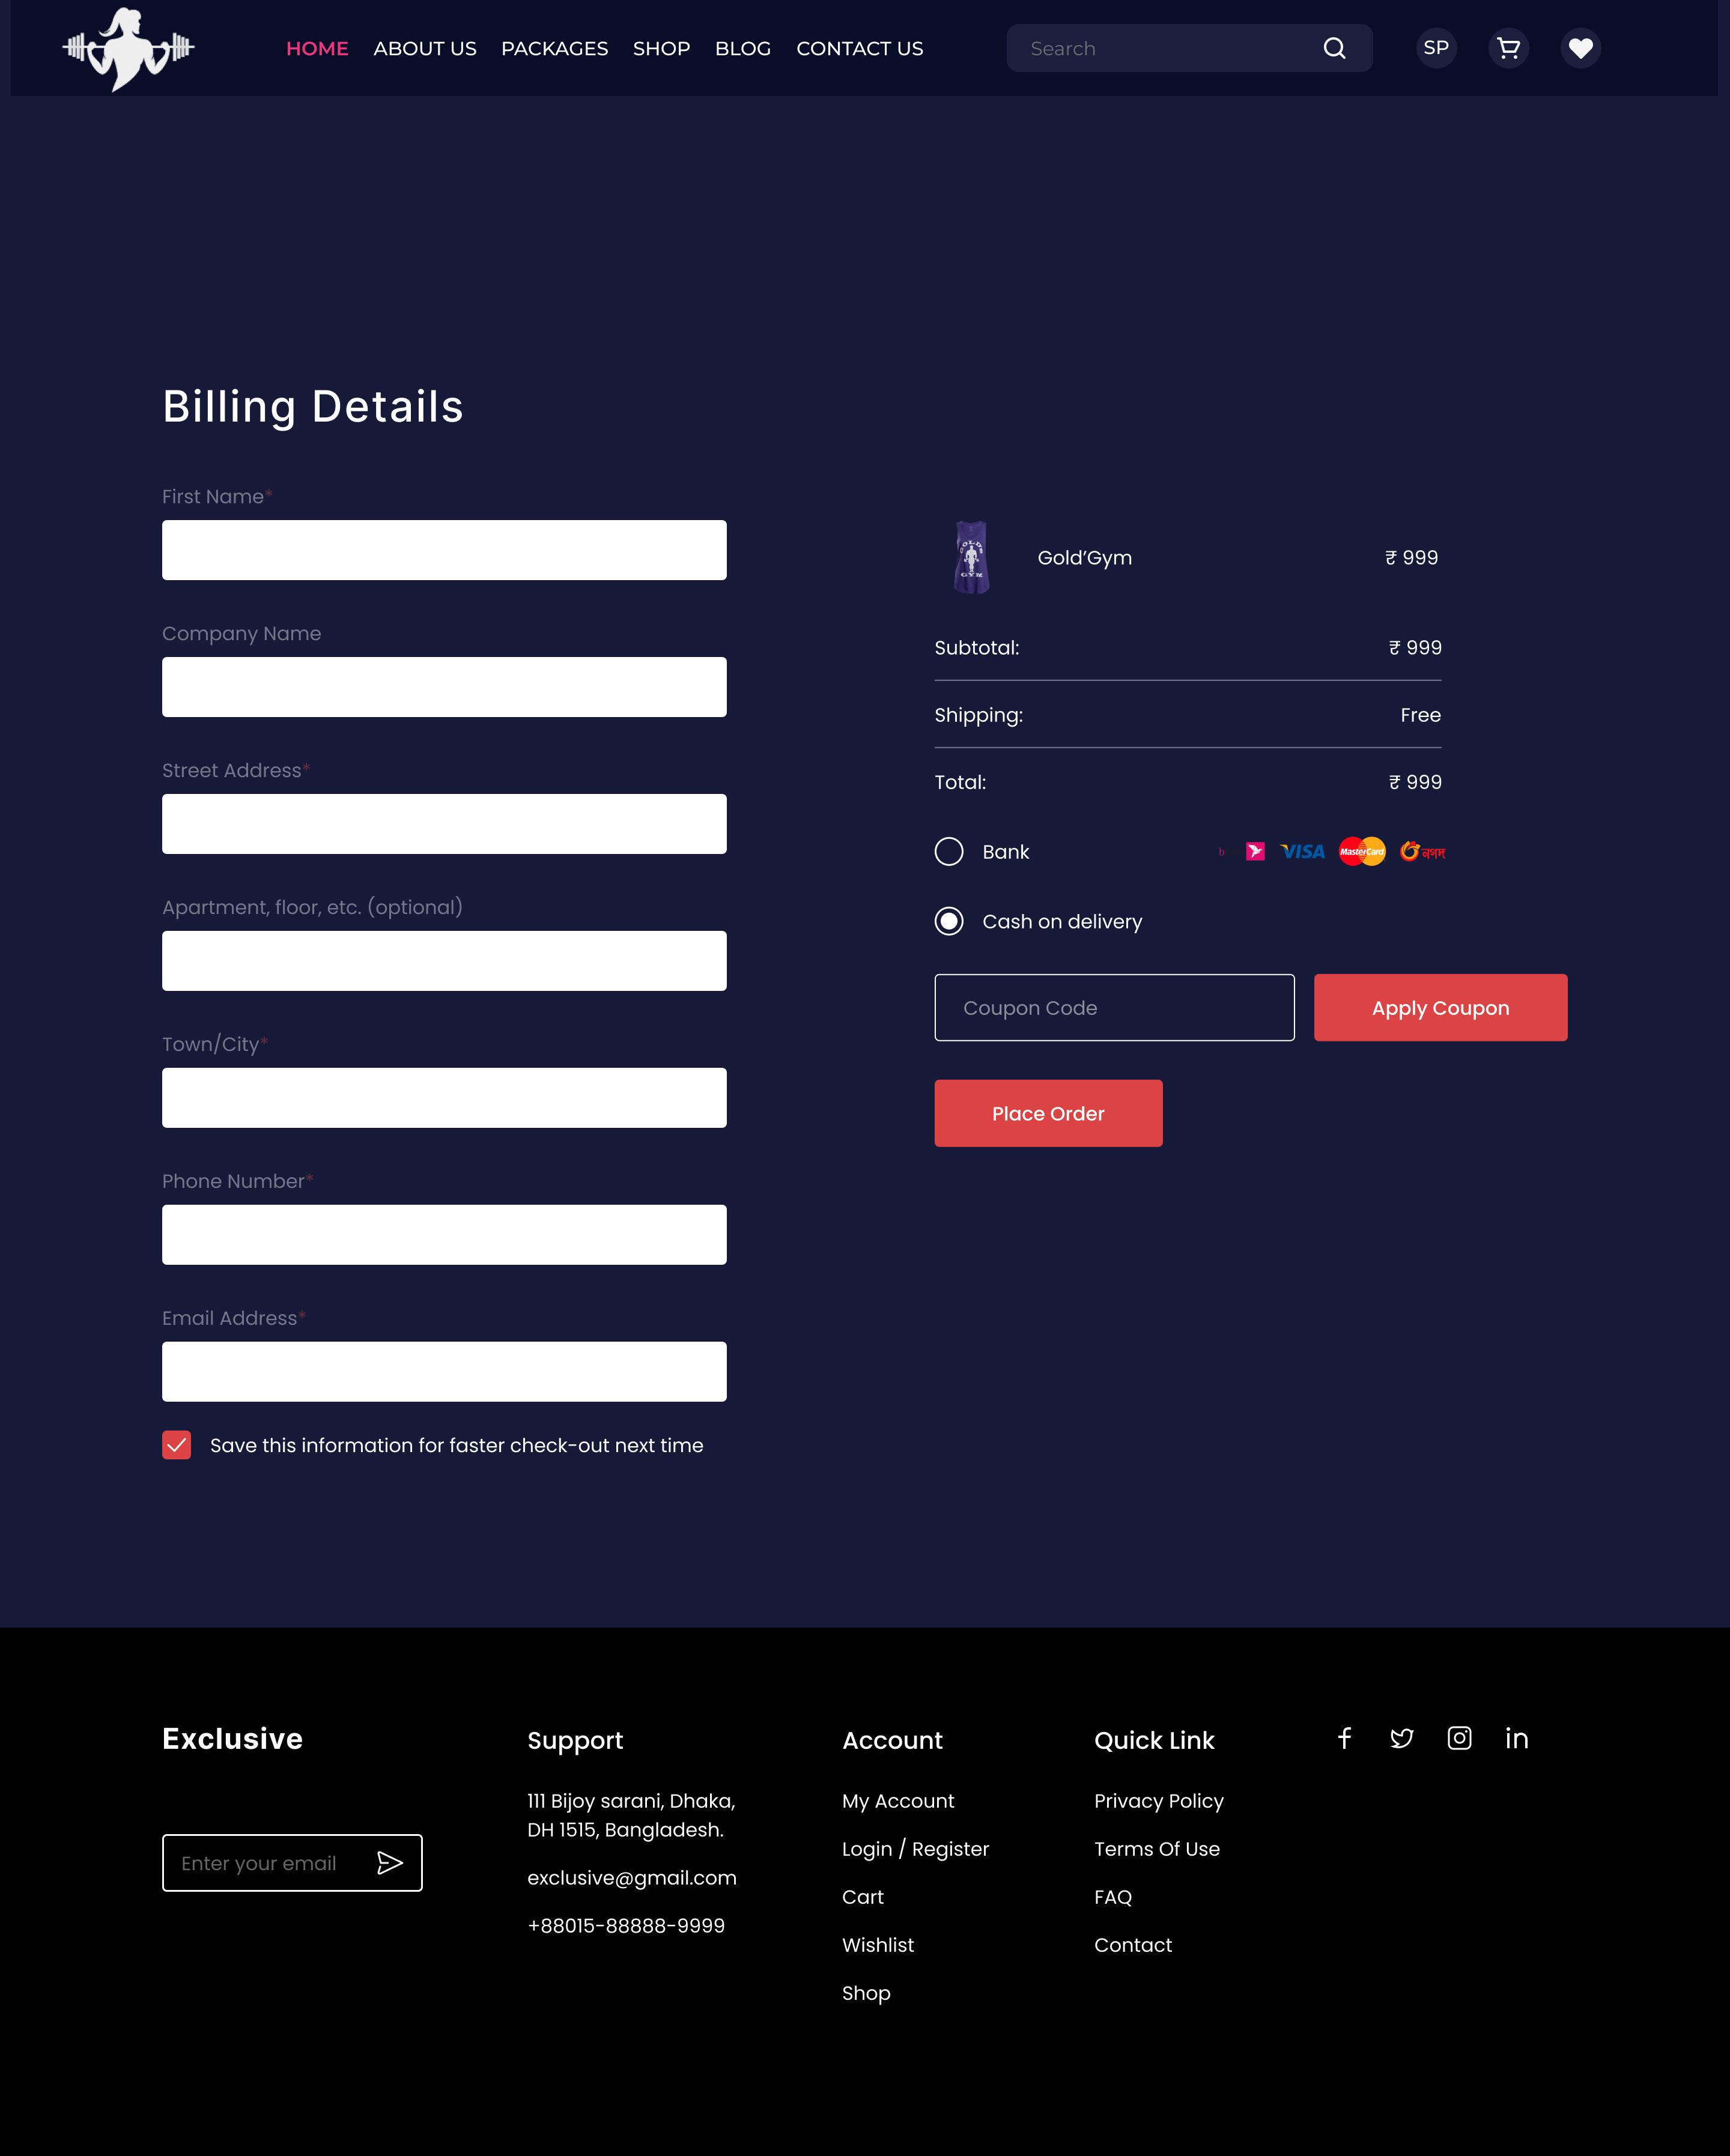 HOME ABOUT US PACKAGES SHOP BLOG CONTACT US Search SP
Billing Details
First Name*
Company Name
Street Address*
Apartment, floor, etc. (optional)
Town/City*
Phone Number*
Email Address*
Save this information for faster check-out next time
GOLD'S
GYM
Gold’Gym ₹ 999
Subtotal: ₹ 999
Shipping: Free
Total: ₹ 999
Bank b VISA MasterCard নগদ
Cash on delivery
Coupon Code Apply Coupon
Place Order
Exclusive
Enter your email
Support
111 Bijoy sarani, Dhaka,
DH 1515, Bangladesh.
exclusive@gmail.com
+88015-88888-9999
Account
My Account
Login / Register
Cart
Wishlist
Shop
Quick Link
Privacy Policy
Terms Of Use
FAQ
Contact
f in